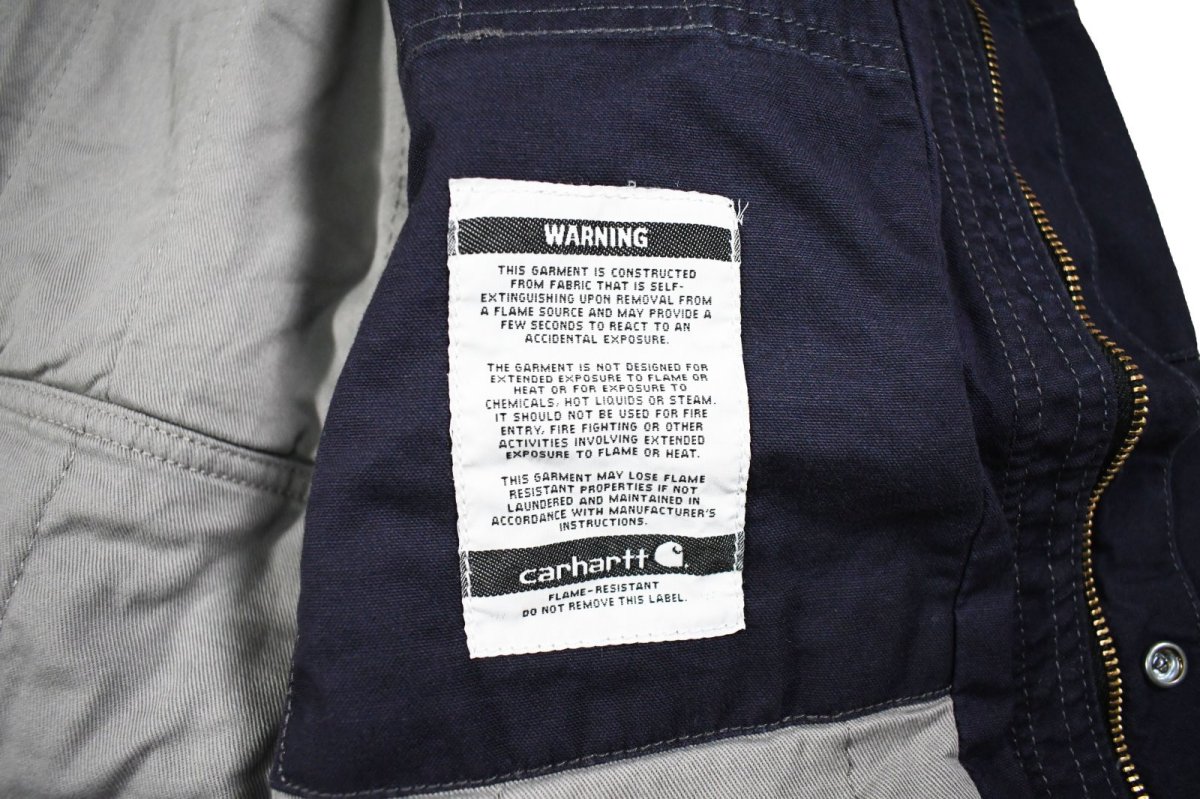 WARNING
THIS GARMENT IS CONSTRUCTED
FROM FABRIC THAT IS SELF-
EXTINGUISHING UPON REMOVAL FROM
A FLAME SOURCE AND MAY PROVIDE A
FEW SECONDS TO REACT TO AN
ACCIDENTAL EXPOSURE.
THE GARMENT IS NOT DESIGNED FOR
EXTENDED EXPOSURE TO FLAME OR
HEAT OR FOR EXPOSURE TO
CHEMICALS, HOT LIQUIDS OR STEAM.
IT SHOULD NOT BE USED FOR FIRE
ENTRY, FIRE FIGHTING OR OTHER
ACTIVITIES INVOLVING EXTENDED
EXPOSURE TO FLAME OR HEAT.
THIS GARMENT MAY LOSE FLAME
RESISTANT PROPERTIES IF NOT
LAUNDERED AND MAINTAINED IN
ACCORDANCE WITH MANUFACTURER'S
INSTRUCTIONS.
carhartt
FLAME-RESISTANT
DO NOT REMOVE THIS LABEL.